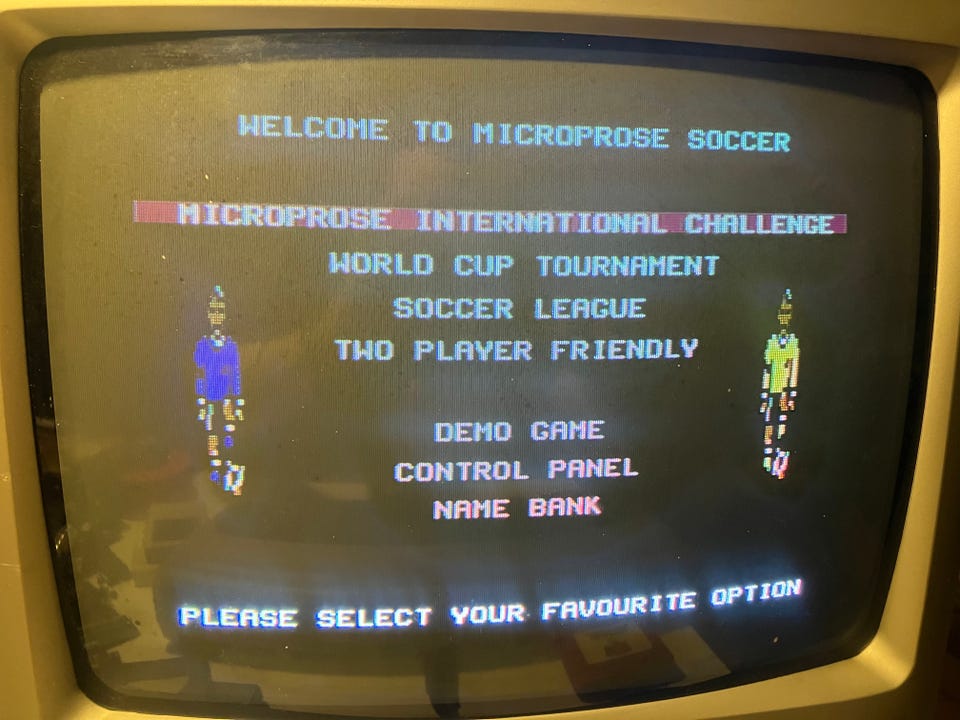 WELCOME TO MICROPROSE SOCCER
MICROPROSE INTERNATIONAL CHALLENGE
WORLD CUP TOURNAMENT
SOCCER LEAGUE
TWO PLAYER FRIENDLY
DEMO GAME
CONTROL PANEL
NAME BANK
PLEASE SELECT YOUR FAVOURITE OPTION